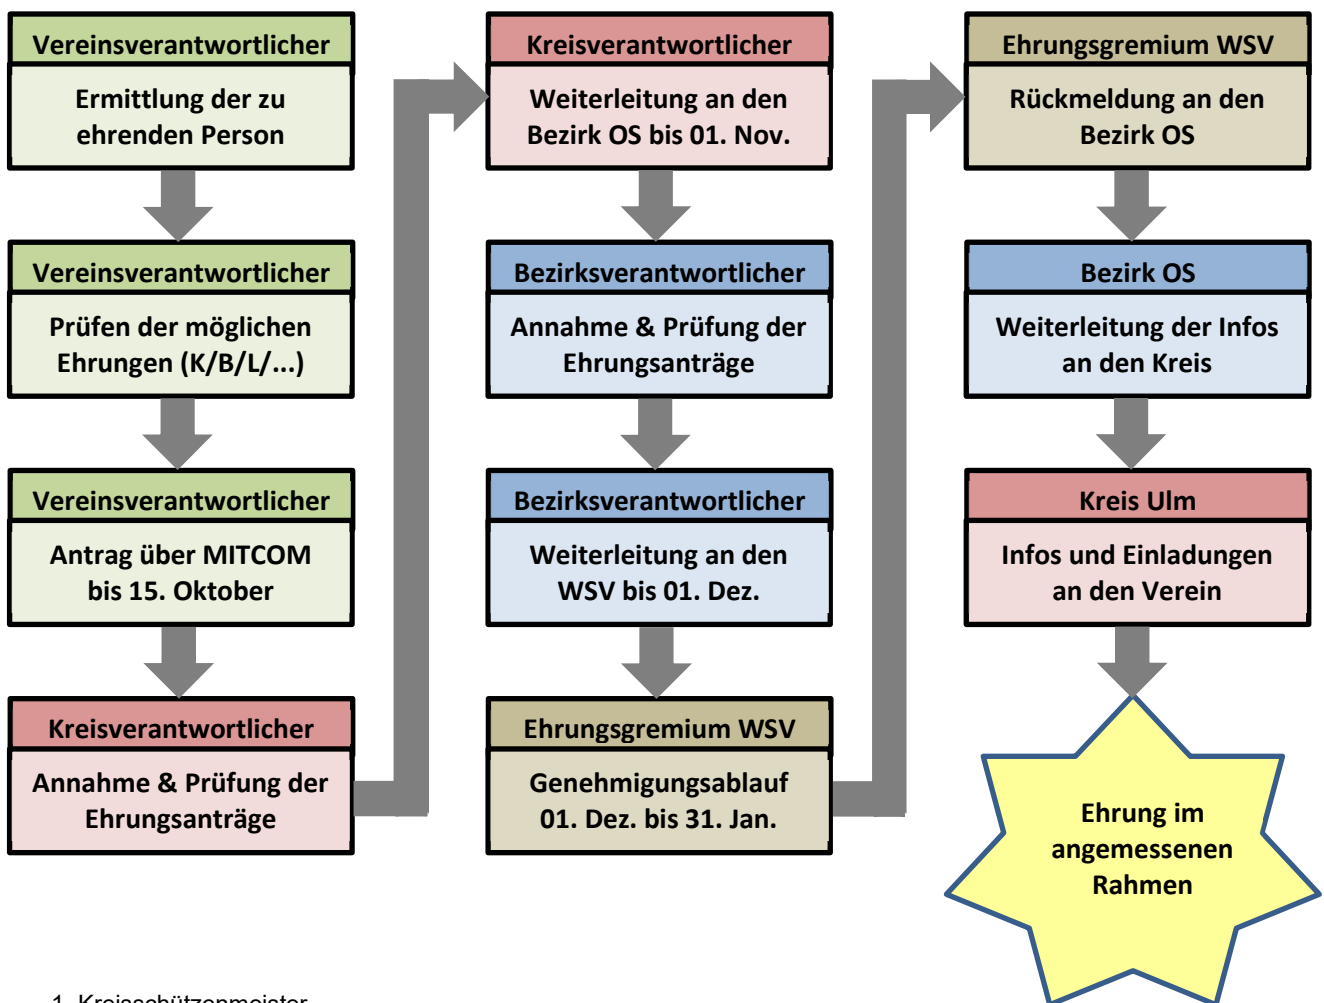 Vereinsverantwortlicher
Ermittlung der zu
ehrenden Person
Vereinsverantwortlicher
Prüfen der möglichen
Ehrungen (K/B/L/...)
Vereinsverantwortlicher
Antrag über MITCOM
bis 15. Oktober
Kreisverantwortlicher
Annahme & Prüfung der
Ehrungsanträge
Kreisverantwortlicher
Weiterleitung an den
Bezirk OS bis 01. Nov.
Bezirksverantwortlicher
Annahme & Prüfung der
Ehrungsanträge
Bezirksverantwortlicher
Weiterleitung an den
WSV bis 01. Dez.
Ehrungsgremium WSV
Genehmigungsablauf
01. Dez. bis 31. Jan.
Ehrungsgremium WSV
Rückmeldung an den
Bezirk OS
Bezirk OS
Weiterleitung der Infos
an den Kreis
Kreis Ulm
Infos und Einladungen
an den Verein
Ehrung im
angemessenen
Rahmen
1. Kreisschützenmeister